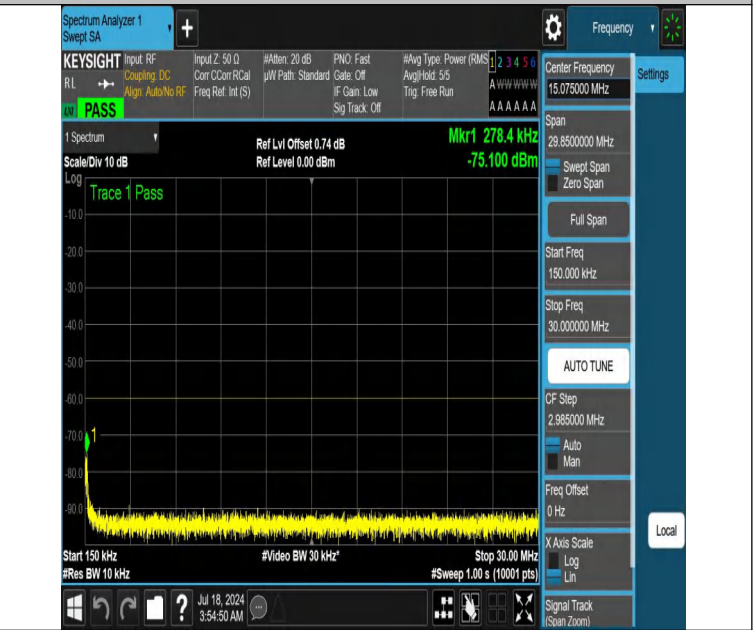 Spectrum Analyzer 1
Swept SA
+
Frequency
KEYSIGHT
RL
PASS
Input: RF
Coupling: DC
Align: Auto/No RF
Input Z: 50 Ω
Corr CCorr RCal
Freq Ref: Int (S)
#Atten: 20 dB
µW Path: Standard
PNO: Fast
Gate: Off
IF Gain: Low
Sig Track: Off
#Avg Type: Power (RMS
Avg|Hold: 5/5
Trig: Free Run
1 2 3 4 5 6
A W W W W W
A A A A A A
1 Spectrum
Scale/Div 10 dB
Ref Lvl Offset 0.74 dB
Ref Level 0.00 dBm
Mkr1 278.4 kHz
-75.100 dBm
Log
Trace 1 Pass
-10.0
-20.0
-30.0
-40.0
-50.0
-60.0
-70.0
1
-80.0
-90.0
Start 150 kHz
#Video BW 30 kHz*
Stop 30.00 MHz
#Res BW 10 kHz
#Sweep 1.00 s (10001 pts)
?
Jul 18, 2024
3:54:50 AM
Center Frequency
15.075000 MHz
Settings
Span
29.8500000 MHz
Swept Span
Zero Span
Full Span
Start Freq
150.000 kHz
Stop Freq
30.000000 MHz
AUTO TUNE
CF Step
2.985000 MHz
Auto
Man
Freq Offset
0 Hz
Local
X Axis Scale
Log
Lin
Signal Track
(Span Zoom)